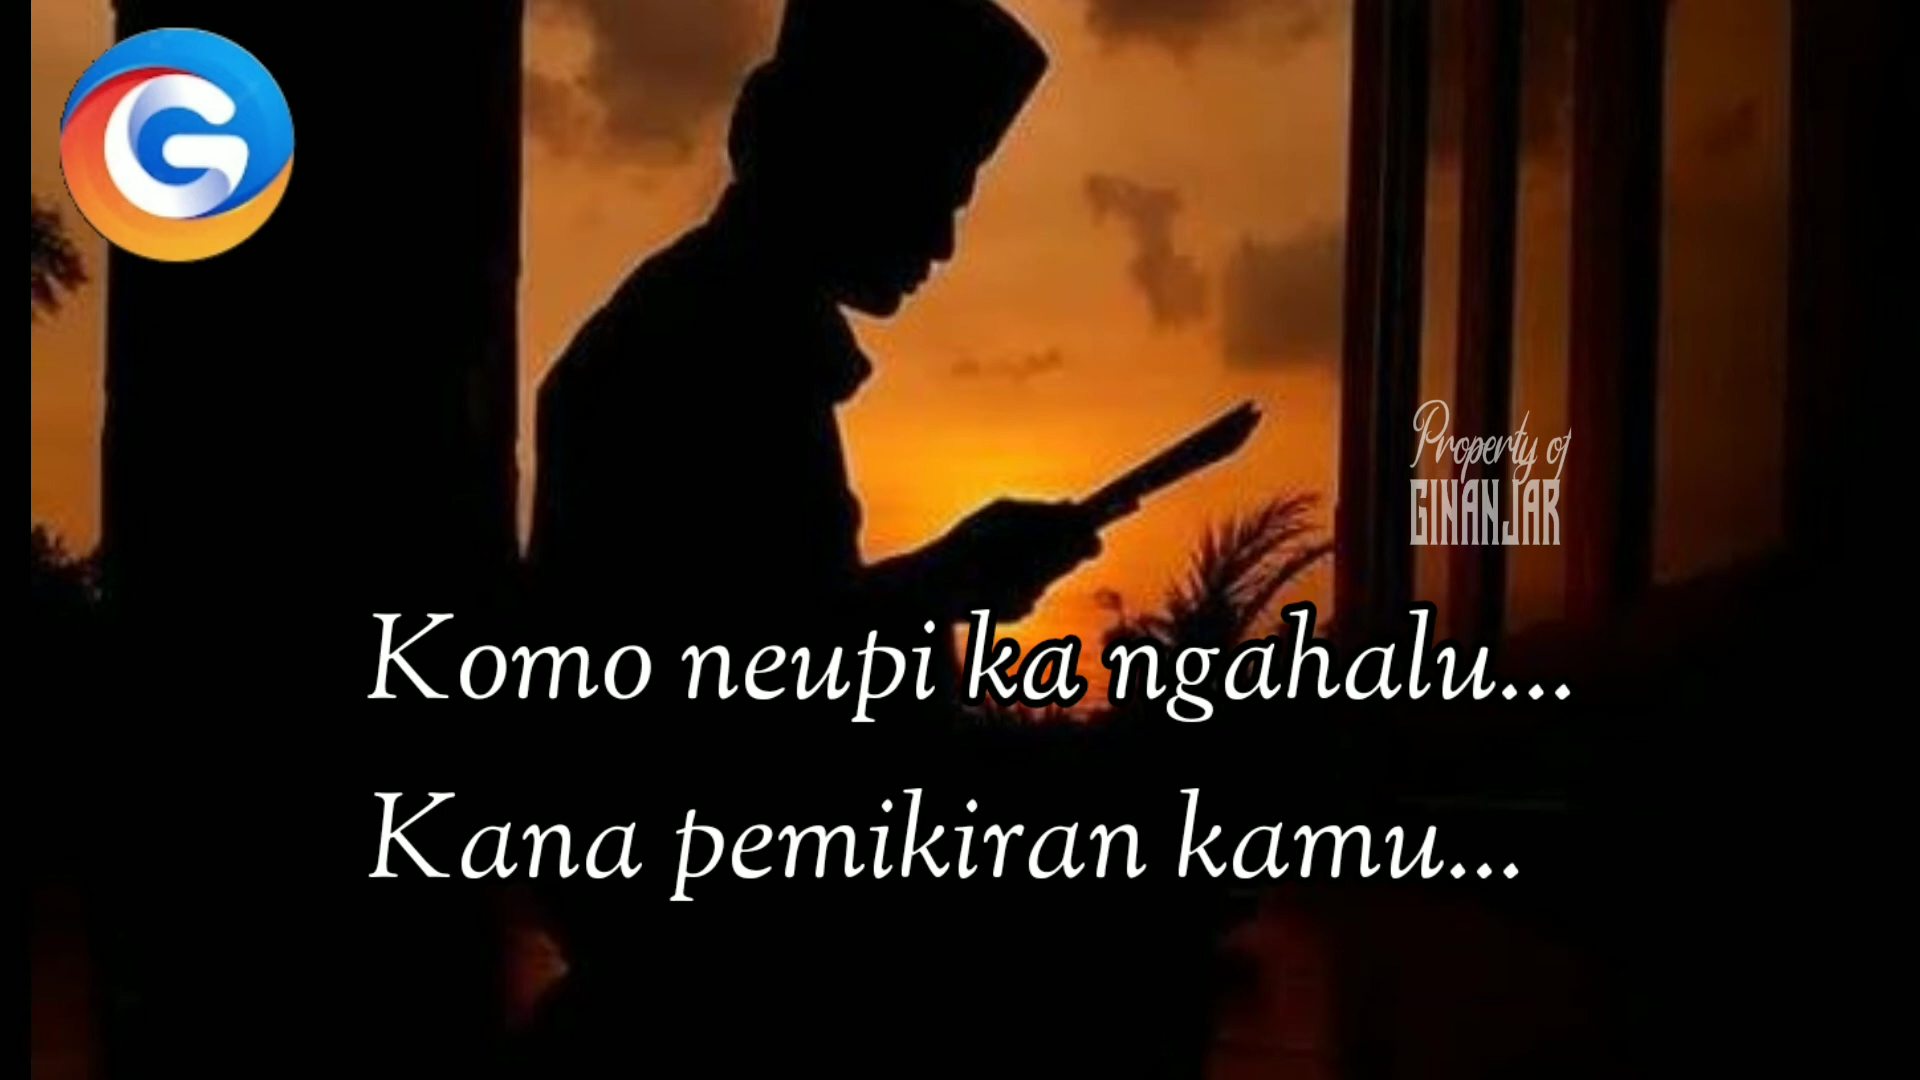 G
Property of
GINANJAR
Komo neupi ka ngahalu...
Kana pemikiran kamu...